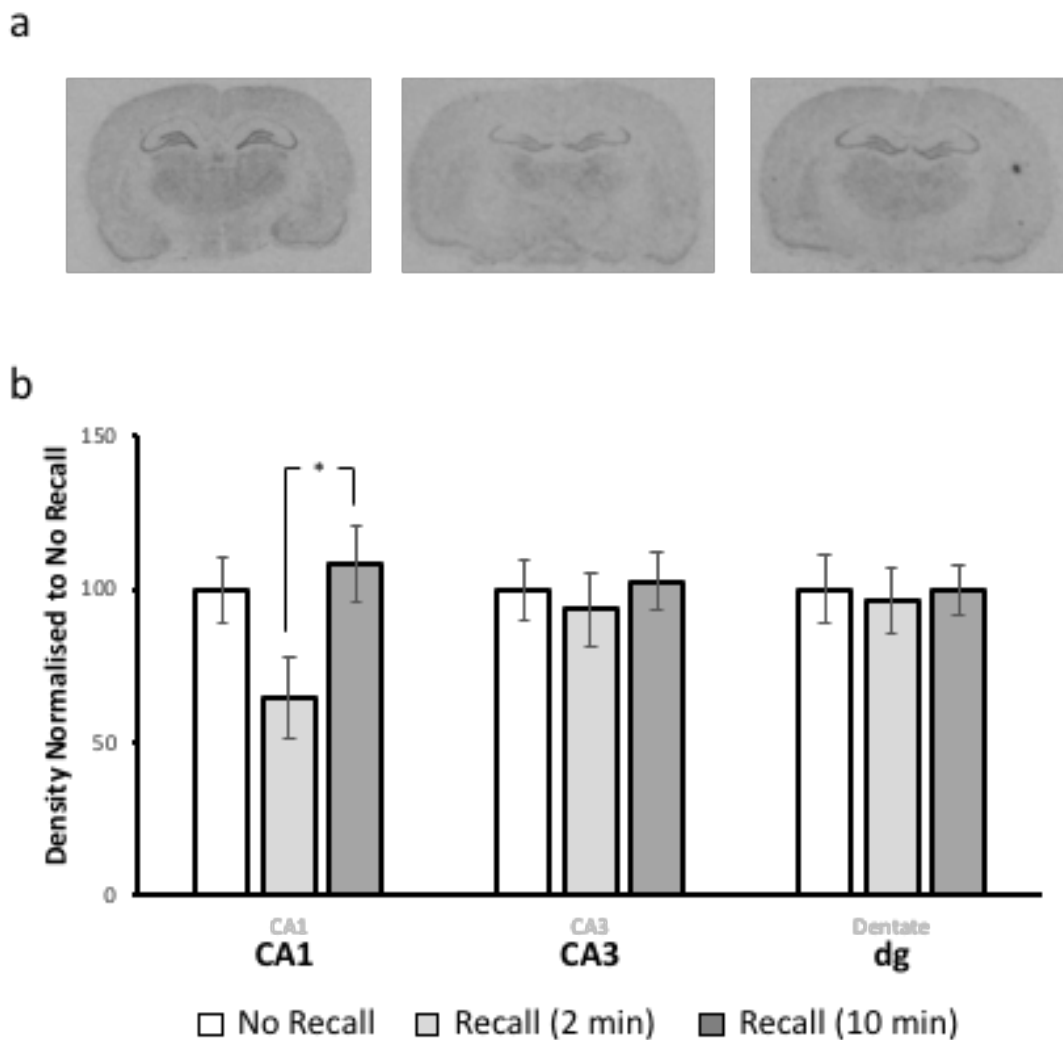 a
b
Density Normalised to No Recall
150
100
50
0
*
CA1 CA3 Dentate
CA1 CA3 dg
No Recall Recall (2 min) Recall (10 min)